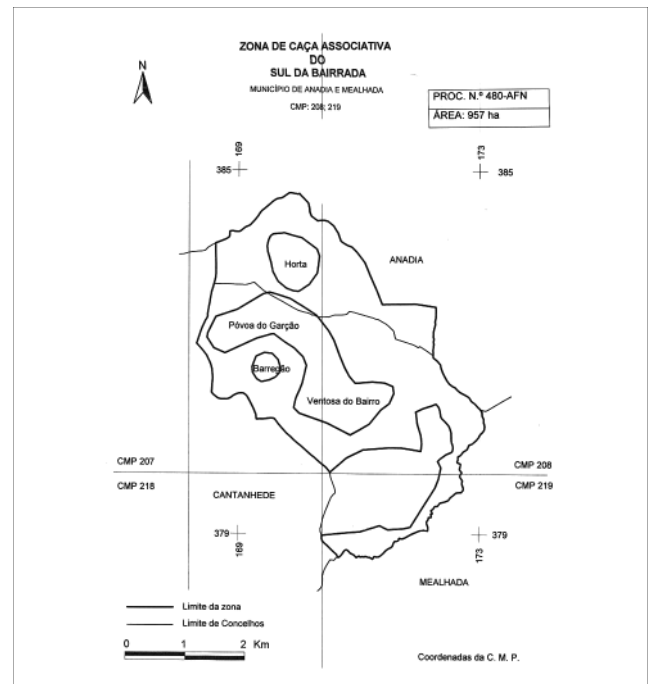 ZONA DE CAÇA ASSOCIATIVA
DO
SUL DA BAIRRADA
MUNICÍPIO DE ANADIA E MEALHADA
CMP: 208; 219
N
PROC. N.º 480-AFN
ÁREA: 957 ha
169
173
385
385
ANADIA
Horta
Póvoa do Garção
Barregão
Ventosa do Bairro
CMP 207
CMP 208
CMP 218
CMP 219
CANTANHEDE
379
379
169
173
MEALHADA
Limite da zona
Limite de Concelhos
0 1 2 Km
Coordenadas da C. M. P.